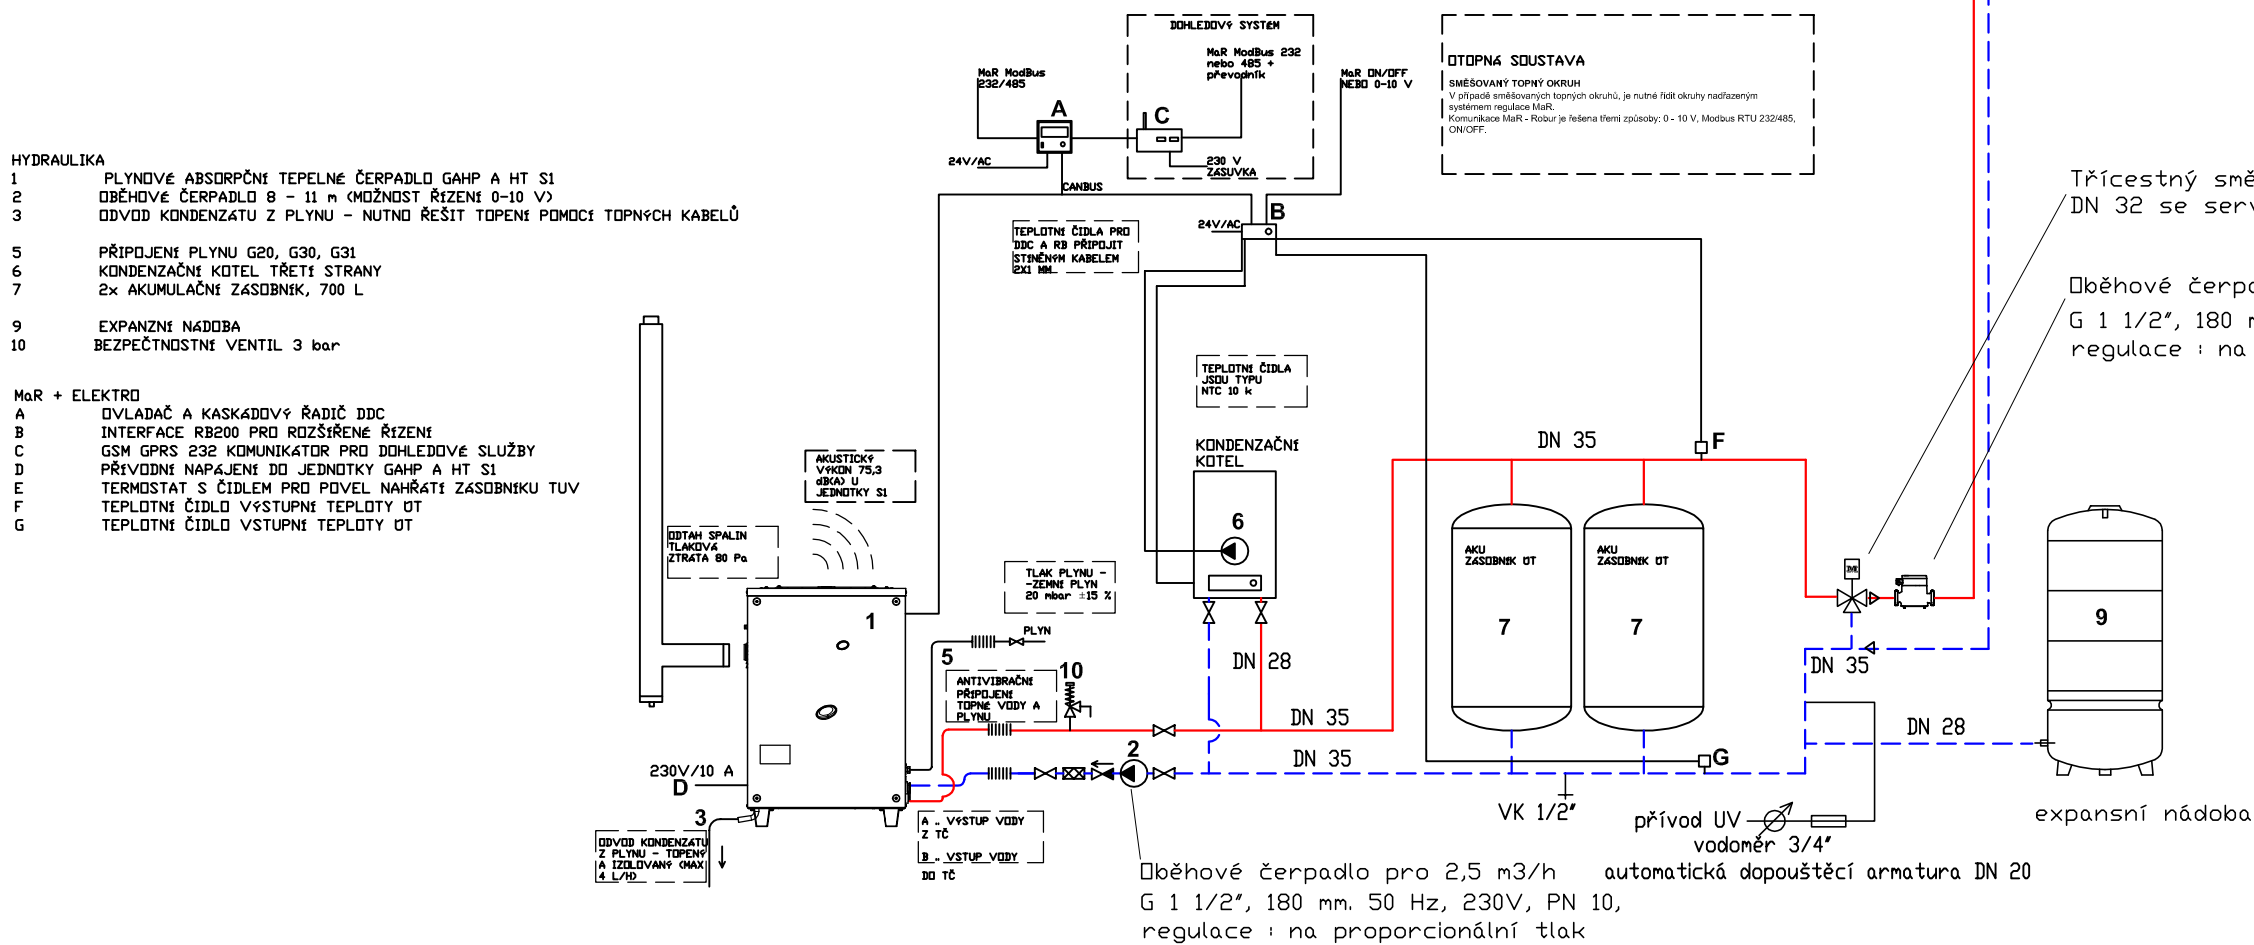 HYDRAULIKA
1 PLYNOVÉ ABSORPČNÍ TEPELNÉ ČERPADLO GAHP A HT S1
2 OBĚHOVÉ ČERPADLO 8 - 11 m (MOŽNOST ŘÍZENÍ 0-10 V)
3 ODVOD KONDENZÁTU Z PLYNU - NUTNO ŘEŠIT TOPENÍ POMOCÍ TOPNÝCH KABELŮ
5 PŘIPOJENÍ PLYNU G20, G30, G31
6 KONDENZAČNÍ KOTEL TŘETÍ STRANY
7 2x AKUMULAČNÍ ZÁSOBNÍK, 700 L
9 EXPANZNÍ NÁDOBA
10 BEZPEČTNOSTNÍ VENTIL 3 bar
MaR + ELEKTRO
A OVLADAČ A KASKÁDOVÝ ŘADIČ DDC
B INTERFACE RB200 PRO ROZŠÍŘENÉ ŘÍZENÍ
C GSM GPRS 232 KOMUNIKÁTOR PRO DOHLEDOVÉ SLUŽBY
D PŘÍVODNÍ NAPÁJENÍ DO JEDNOTKY GAHP A HT S1
E TERMOSTAT S ČIDLEM PRO POVEL NAHŘÁTÍ ZÁSOBNÍKU TUV
F TEPLOTNÍ ČIDLO VÝSTUPNÍ TEPLOTY ÚT
G TEPLOTNÍ ČIDLO VSTUPNÍ TEPLOTY ÚT
DOHLEDOVÝ SYSTÉM
MaR ModBus 232
nebo 485 +
převodník
MaR ModBus
232/485
MaR ON/OFF
NEBO 0-10 V
A
C
24V/AC
230 V
ZÁSUVKA
CANBUS
OTOPNÁ SOUSTAVA
SMĚŠOVANÝ TOPNÝ OKRUH
V případě směšovaných topných okruhů, je nutné řídit okruhy nadřazeným
systémem regulace MaR.
Komunikace MaR - Robur je řešena třemi způsoby: 0 - 10 V, Modbus RTU 232/485,
ON/OFF.
B
24V/AC
TEPLOTNÍ ČIDLA PRO
DDC A RB PŘIPOJIT
STÍNĚNÝM KABELEM
2X1 MM
Třícestný smě
DN 32 se serv
Oběhové čerpa
G 1 1/2", 180 m
regulace : na
TEPLOTNÍ ČIDLA
JSOU TYPU
NTC 10 k
KONDENZAČNÍ
KOTEL
6
AKUSTICKÝ
VÝKON 75,3
dB(A) U
JEDNOTKY S1
ODTAH SPALIN
TLAKOVÁ
ZTRÁTA 80 Pa
TLAK PLYNU -
-ZEMNÍ PLYN
20 mbar ±15 %
1
PLYN
5
ANTIVIBRAČNÍ
PŘIPOJENÍ
TOPNÉ VODY A
PLYNU
10
DN 28
DN 35
DN 35
2
DN 35
F
AKU
ZÁSOBNÍK ÚT
7
AKU
ZÁSOBNÍK ÚT
7
M
DN 35
9
DN 28
G
VK 1/2"
přívod UV
vodoměr 3/4"
automatická dopouštěcí armatura DN 20
expansní nádoba
230V/10 A
D
3
ODVOD KONDENZÁTU
Z PLYNU - TOPENÝ
A IZOLOVANÝ (MAX
4 L/H)
A .. VÝSTUP VODY
Z TČ
B .. VSTUP VODY
DO TČ
Oběhové čerpadlo pro 2,5 m3/h
G 1 1/2", 180 mm. 50 Hz, 230V, PN 10,
regulace : na proporcionální tlak